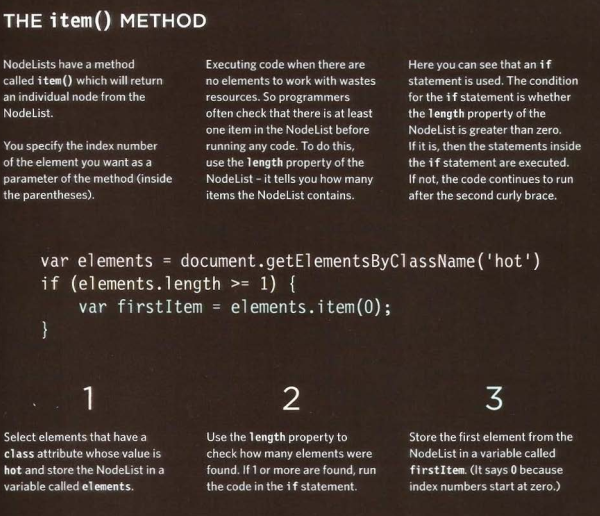 THE item() METHOD
NodeLists have a method
called item() which will return
an individual node from the
NodeList.
You specify the index number
of the element you want as a
parameter of the method (inside
the parentheses).
Executing code when there are
no elements to work with wastes
resources. So programmers
often check that there is at least
one item in the NodeList before
running any code. To do this,
use the length property of the
NodeList - it tells you how many
items the NodeList contains.
Here you can see that an if
statement is used. The condition
for the if statement is whether
the length property of the
NodeList is greater than zero.
If it is, then the statements inside
the if statement are executed.
If not, the code continues to run
after the second curly brace.
var elements = document.getElementsByClassName('hot')
if (elements.length >= 1) {
    var firstItem = elements.item(0);
}
1
Select elements that have a
class attribute whose value is
hot and store the NodeList in a
variable called elements.
2
Use the length property to
check how many elements were
found. If 1 or more are found, run
the code in the if statement.
3
Store the first element from the
NodeList in a variable called
firstItem. (It says 0 because
index numbers start at zero.)